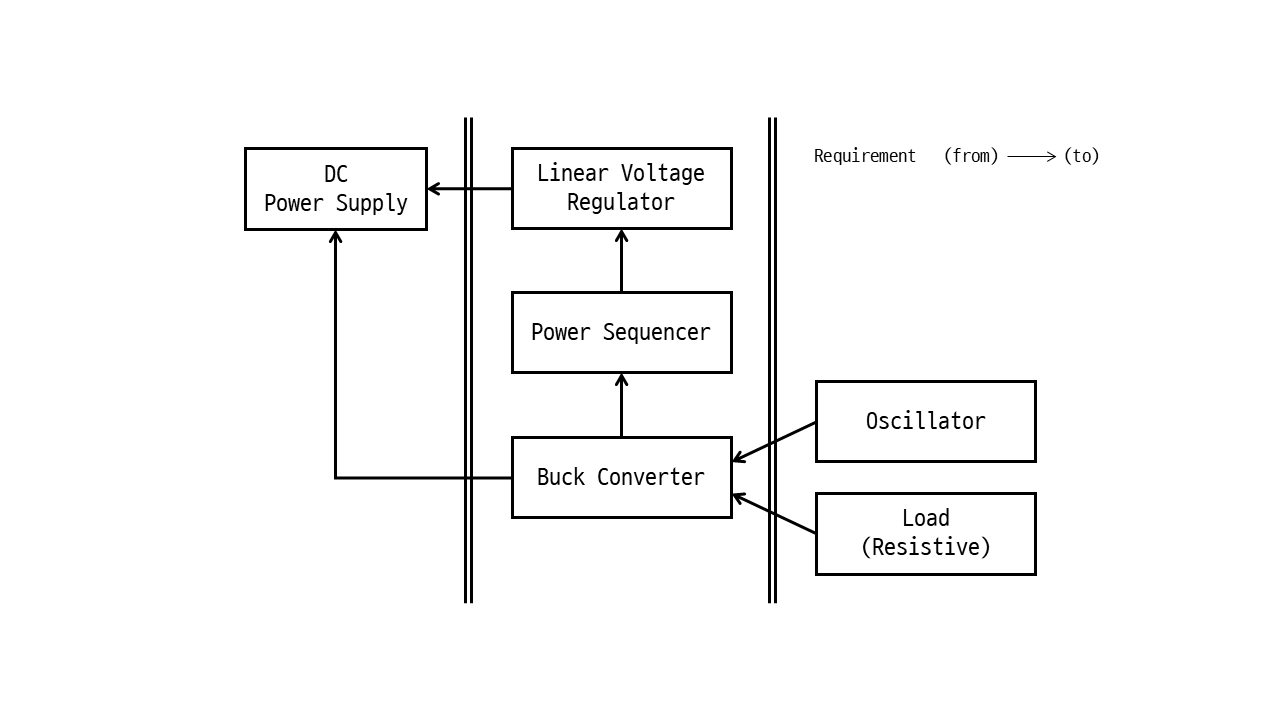 DC
Power Supply
Linear Voltage
Regulator
Requirement (from) (to)
Power Sequencer
Buck Converter
Oscillator
Load
(Resistive)